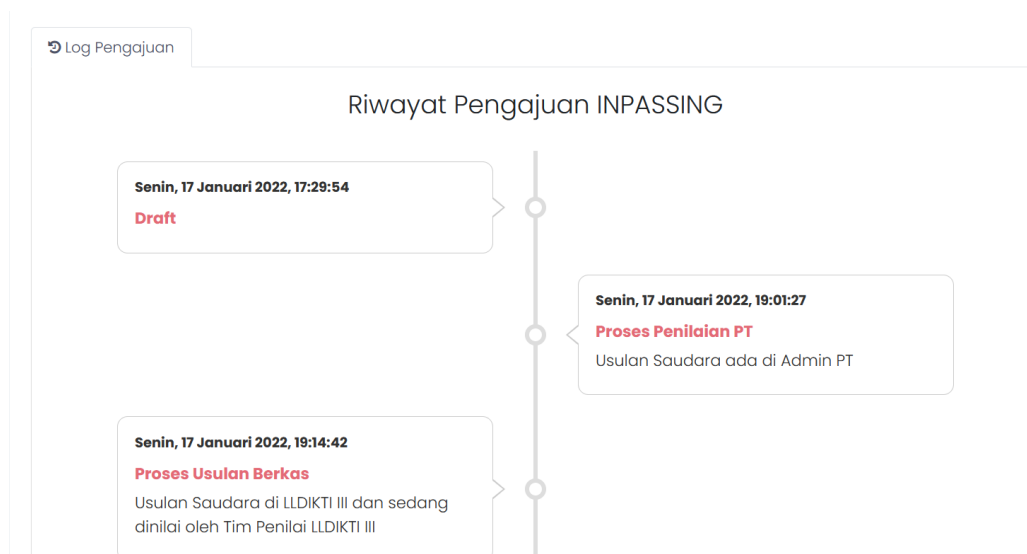 Log Pengajuan
Riwayat Pengajuan INPASSING
Senin, 17 Januari 2022, 17:29:54
Draft
Senin, 17 Januari 2022, 19:01:27
Proses Penilaian PT
Usulan Saudara ada di Admin PT
Senin, 17 Januari 2022, 19:14:42
Proses Usulan Berkas
Usulan Saudara di LLDIKTI III dan sedang
dinilai oleh Tim Penilai LLDIKTI III